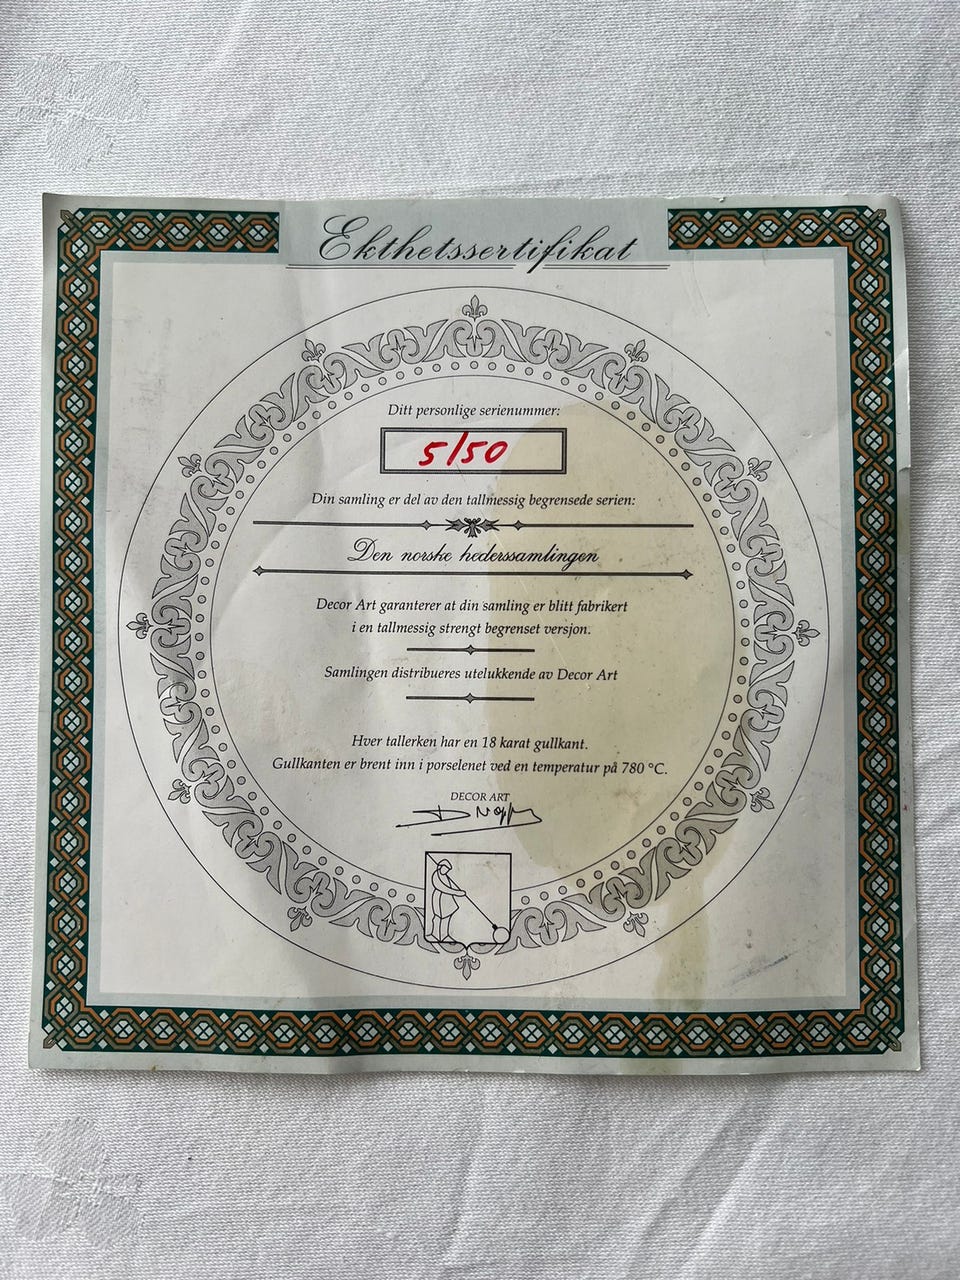 Ekthetssertifikat
Ditt personlige serienummer:
5/50
Din samling er del av den tallmessig begrensede serien:
Den norske hederssamlingen
Decor Art garanterer at din samling er blitt fabrikert
i en tallmessig strengt begrenset versjon.
Samlingen distribueres utelukkende av Decor Art
Hver tallerken har en 18 karat gullkant.
Gullkanten er brent inn i porselenet ved en temperatur på 780 °C.
DECOR ART